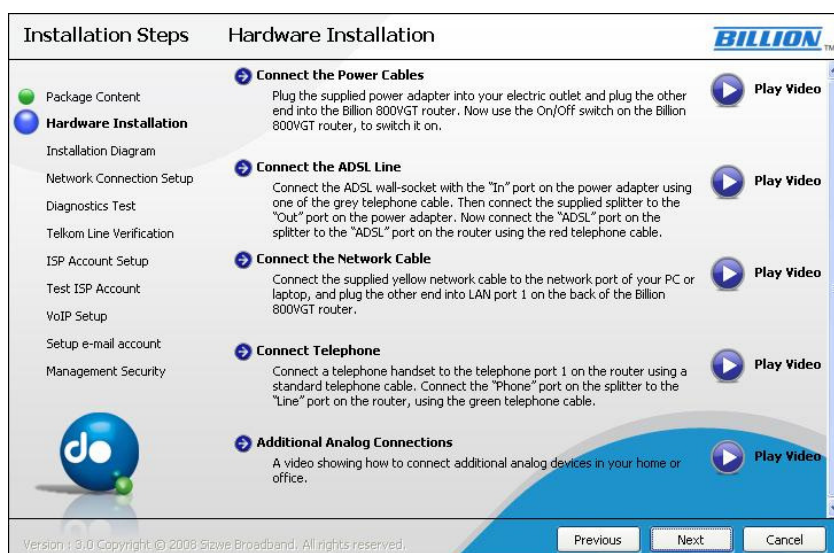 Installation Steps
Hardware Installation
BILLION TM
Package Content
Hardware Installation
Installation Diagram
Network Connection Setup
Diagnostics Test
Telkom Line Verification
ISP Account Setup
Test ISP Account
VoIP Setup
Setup e-mail account
Management Security
do
Connect the Power Cables
Plug the supplied power adapter into your electric outlet and plug the other
end into the Billion 800VGT router. Now use the On/Off switch on the Billion
800VGT router, to switch it on.
Play Video
Connect the ADSL Line
Connect the ADSL wall-socket with the "In" port on the power adapter using
one of the grey telephone cable. Then connect the supplied splitter to the
"Out" port on the power adapter. Now connect the "ADSL" port on the
splitter to the "ADSL" port on the router using the red telephone cable.
Play Video
Connect the Network Cable
Connect the supplied yellow network cable to the network port of your PC or
laptop, and plug the other end into LAN port 1 on the back of the Billion
800VGT router.
Play Video
Connect Telephone
Connect a telephone handset to the telephone port 1 on the router using a
standard telephone cable. Connect the "Phone" port on the splitter to the
"Line" port on the router, using the green telephone cable.
Play Video
Additional Analog Connections
A video showing how to connect additional analog devices in your home or
office.
Play Video
Version : 3.0 Copyright © 2008 Sizwe Broadband. All rights reserved.
Previous
Next
Cancel